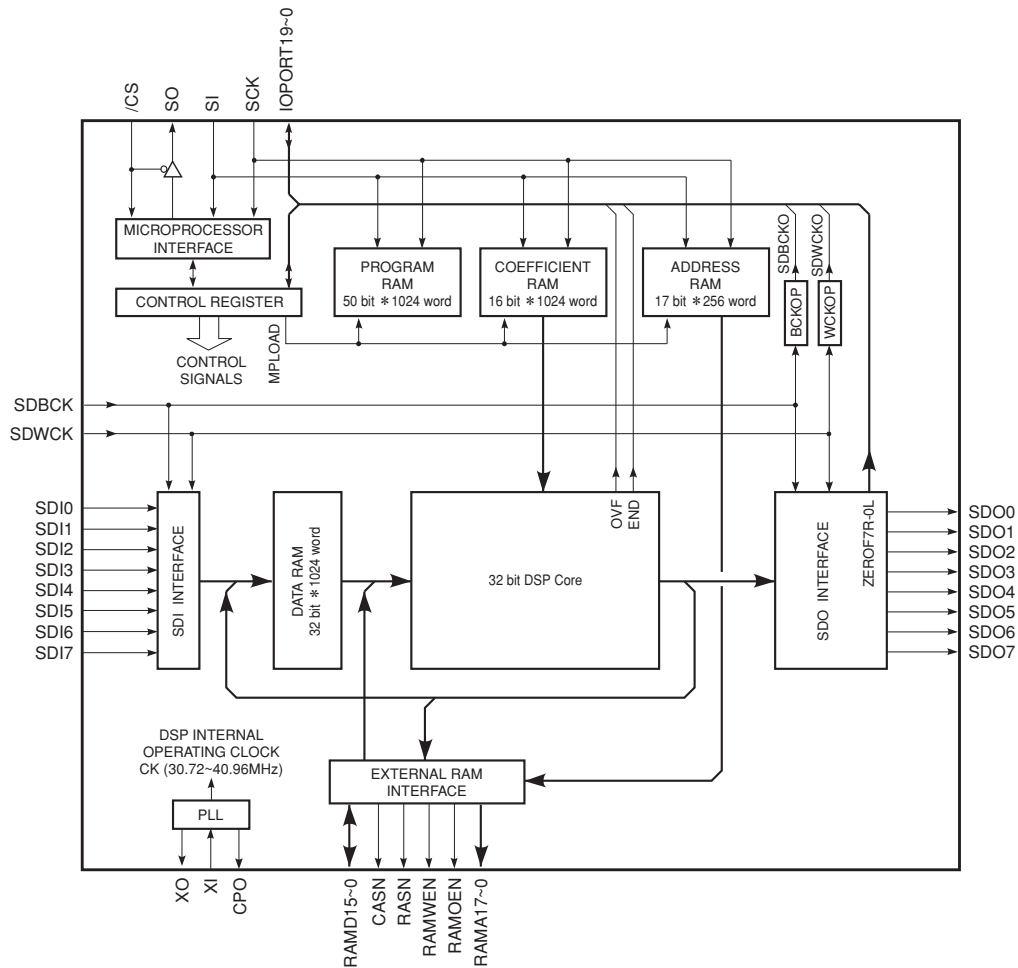 /CS
SO
SI
SCK
IOPORT19~0
MICROPROCESSOR
INTERFACE
CONTROL REGISTER
CONTROL
SIGNALS
MPLOAD
PROGRAM
RAM
50 bit * 1024 word
COEFFICIENT
RAM
16 bit * 1024 word
ADDRESS
RAM
17 bit * 256 word
SDBCKO
SDWCKO
BCKOP
WCKOP
SDBCK
SDWCK
SDI0
SDI1
SDI2
SDI3
SDI4
SDI5
SDI6
SDI7
SDI INTERFACE
DATA RAM
32 bit * 1024 word
32 bit DSP Core
OVF
END
SDO INTERFACE
ZEROF7R-0L
SDO0
SDO1
SDO2
SDO3
SDO4
SDO5
SDO6
SDO7
DSP INTERNAL
OPERATING CLOCK
CK (30.72~40.96MHz)
PLL
EXTERNAL RAM
INTERFACE
XO
XI
CPO
RAMD15~0
CASN
RASN
RAMWEN
RAMOEN
RAMA17~0